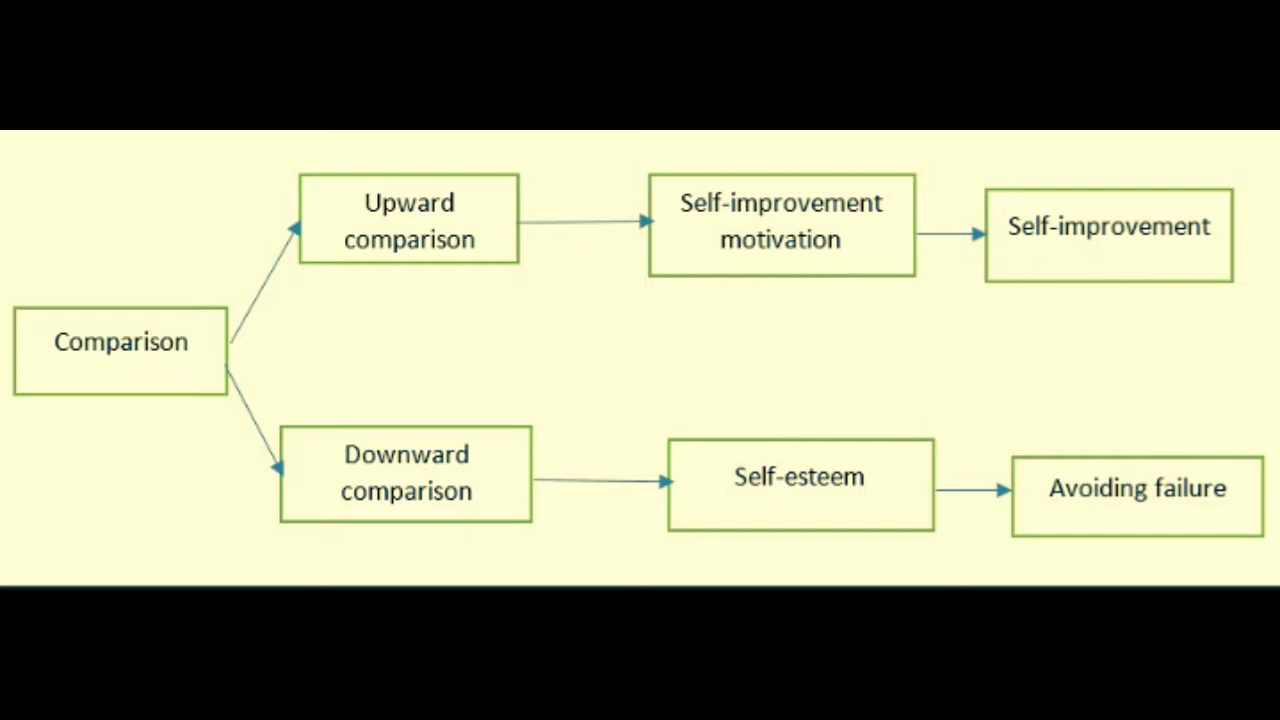 Upward
comparison
Self-improvement
motivation
Self-improvement
Comparison
Downward
comparison
Self-esteem
Avoiding failure